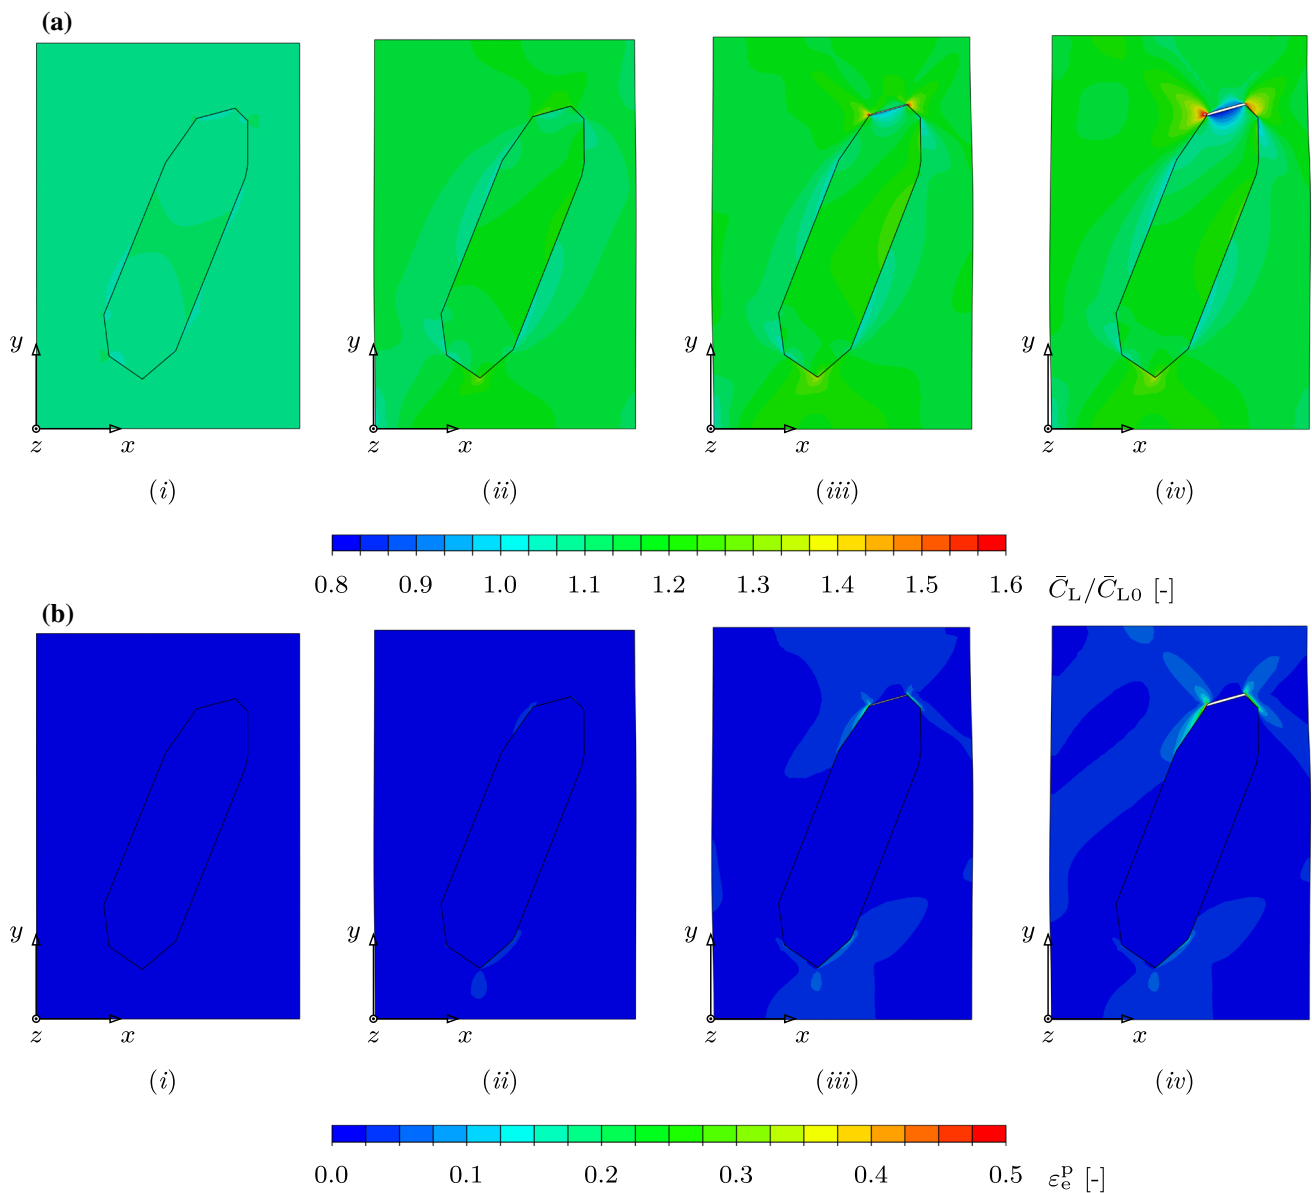 (a)
y y y y
z x z x z x z x
(i) (ii) (iii) (iv)
0.8 0.9 1.0 1.1 1.2 1.3 1.4 1.5 1.6 C̄L/C̄L0 [-]
(b)
y y y y
z x z x z x z x
(i) (ii) (iii) (iv)
0.0 0.1 0.2 0.3 0.4 0.5 εₑᵖ [-]